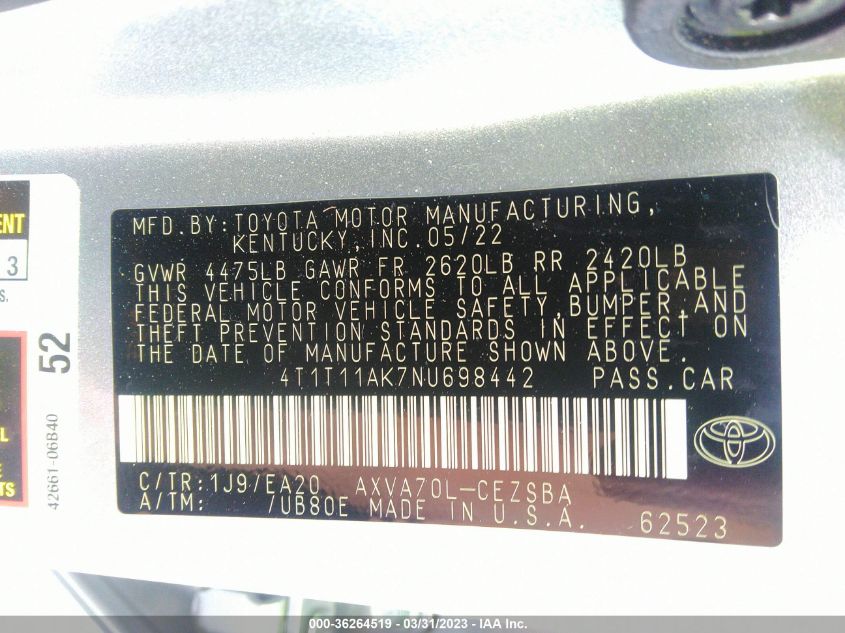 MFD.BY:TOYOTA MOTOR MANUFACTURING,
KENTUCKY,INC.05/22
GVWR 4475LB GAWR FR 2620LB RR 2420LB
THIS VEHICLE CONFORMS TO ALL APPLICABLE
FEDERAL MOTOR VEHICLE SAFETY,BUMPER,AND
THEFT PREVENTION STANDARDS IN EFFECT ON
THE DATE OF MANUFACTURE SHOWN ABOVE.
4T1T11AK7NU698442 PASS.CAR
C/TR:1J9/EA20 AXVA70L-CEZSBA
A/TM: /UB80E MADE IN U.S.A. 62523
3
52
42661-06B40
000-36264519 - 03/31/2023 - IAA Inc.